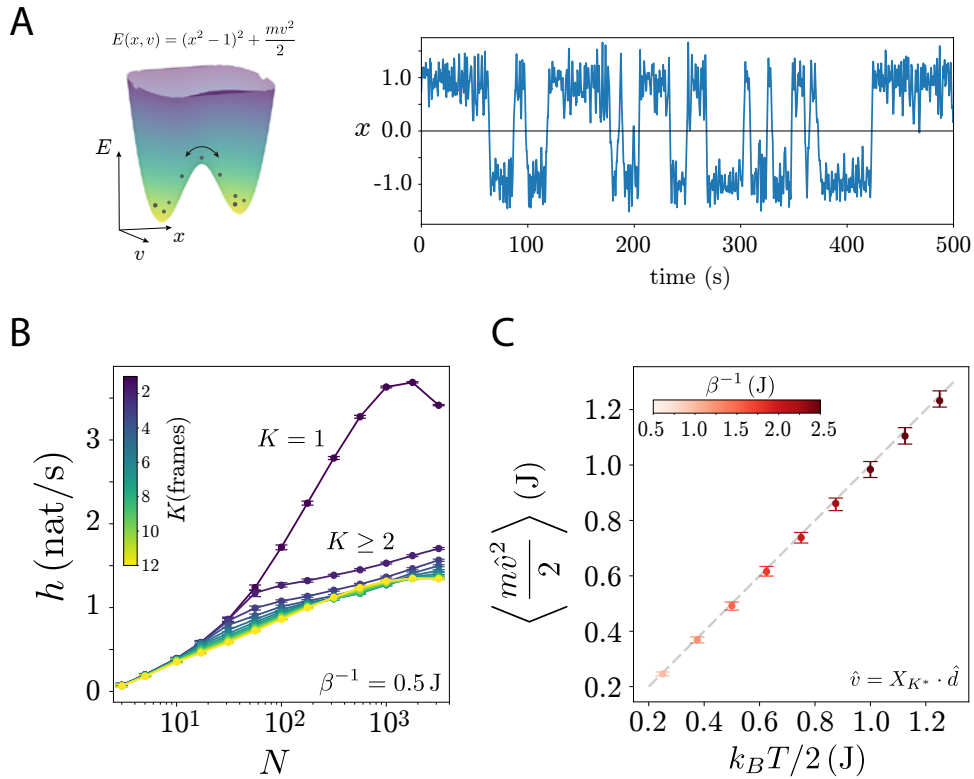 A
E(x, v) = (x² − 1)² + mv²/2
E
x
v
x
1.0
0.0
-1.0
0 100 200 300 400 500
time (s)
B
h (nat/s)
3
2
1
0
K(frames)
2
4
6
8
10
12
K = 1
K ≥ 2
β⁻¹ = 0.5 J
10¹ 10² 10³
N
C
⟨mv̂²/2⟩ (J)
1.2
1.0
0.8
0.6
0.4
0.2
β⁻¹ (J)
0.5 1.0 1.5 2.0 2.5
v̂ = X_{K*} · d̂
0.2 0.4 0.6 0.8 1.0 1.2
k_BT/2 (J)